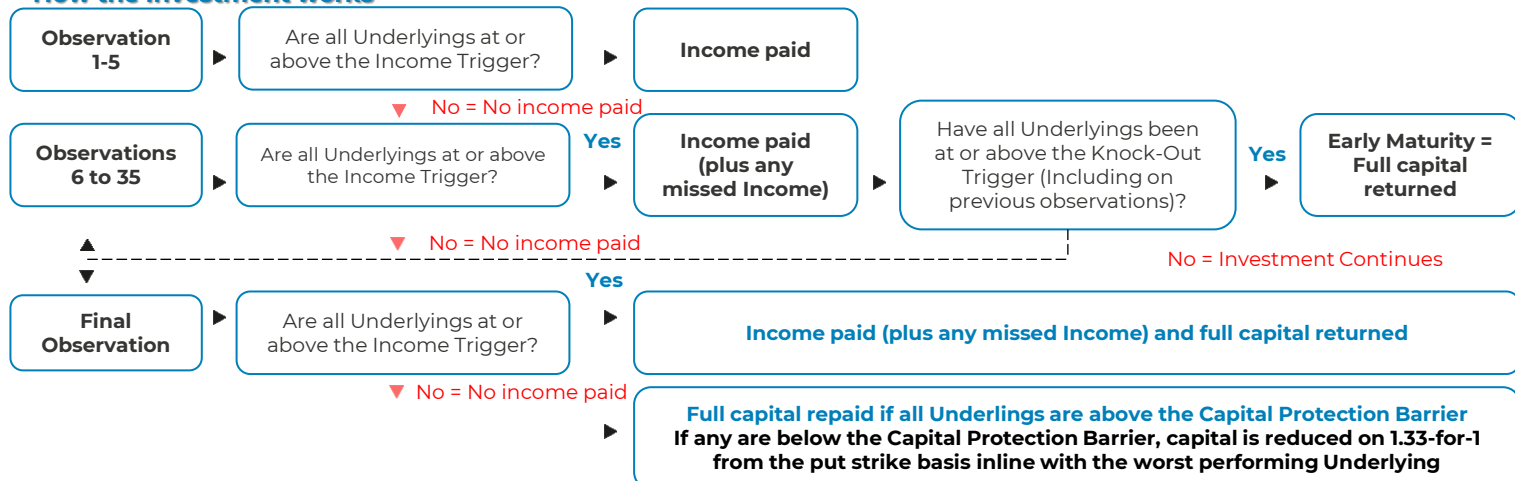 How the investment works
Observation
1-5
Are all Underlyings at or
above the Income Trigger?
Income paid
No = No income paid
Observations
6 to 35
Are all Underlyings at or above
the Income Trigger?
Yes
Income paid
(plus any
missed Income)
Have all Underlyings been
at or above the Knock-Out
Trigger (Including on
previous observations)?
Yes
Early Maturity =
Full capital
returned
No = No income paid
No = Investment Continues
Final
Observation
Are all Underlyings at or
above the Income Trigger?
Yes
Income paid (plus any missed Income) and full capital returned
No = No income paid
Full capital repaid if all Underlings are above the Capital Protection Barrier
If any are below the Capital Protection Barrier, capital is reduced on 1.33-for-1
from the put strike basis inline with the worst performing Underlying